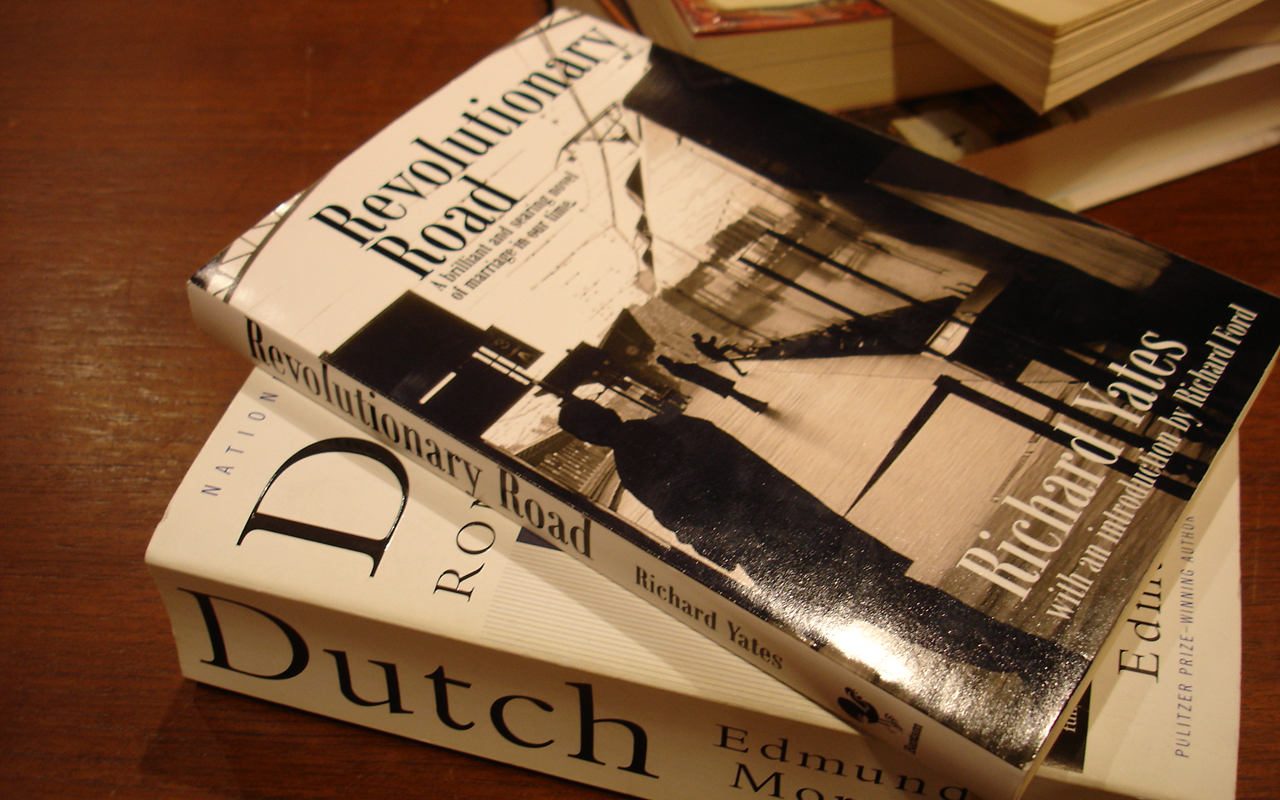 Revolutionary
Road
A brilliant and searing novel
of marriage in our time.
Richard Yates
with an introduction by Richard Ford
Revolutionary Road
Richard Yates
NATION
D
RO
Edm
PULITZER PRIZE-WINNING AUTHOR
Dutch
Edmund
Mor